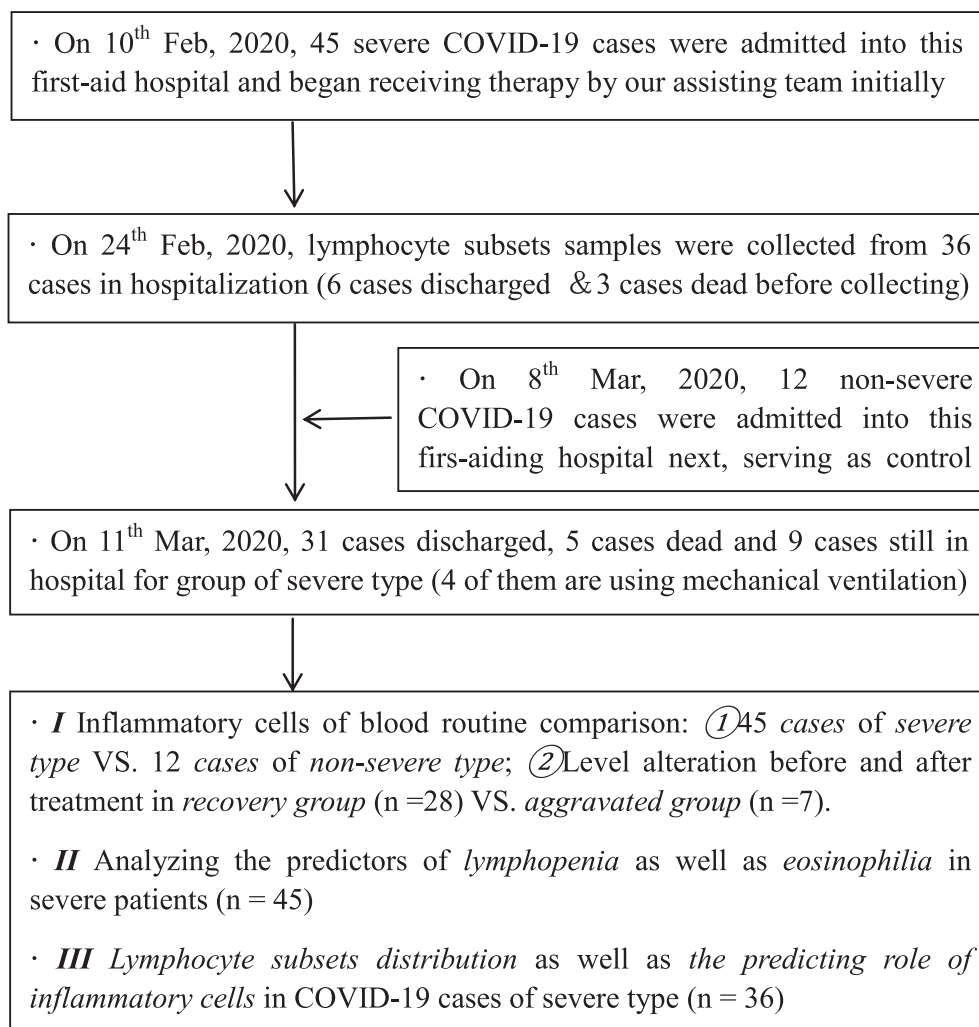 · On 10th Feb, 2020, 45 severe COVID-19 cases were admitted into this
first-aid hospital and began receiving therapy by our assisting team initially
· On 24th Feb, 2020, lymphocyte subsets samples were collected from 36
cases in hospitalization (6 cases discharged &3 cases dead before collecting)
· On 8th Mar, 2020, 12 non-severe
COVID-19 cases were admitted into this
firs-aiding hospital next, serving as control
· On 11th Mar, 2020, 31 cases discharged, 5 cases dead and 9 cases still in
hospital for group of severe type (4 of them are using mechanical ventilation)
· I Inflammatory cells of blood routine comparison: ①45 cases of severe
type VS. 12 cases of non-severe type; ②Level alteration before and after
treatment in recovery group (n =28) VS. aggravated group (n =7).
· II Analyzing the predictors of lymphopenia as well as eosinophilia in
severe patients (n = 45)
· III Lymphocyte subsets distribution as well as the predicting role of
inflammatory cells in COVID-19 cases of severe type (n = 36)